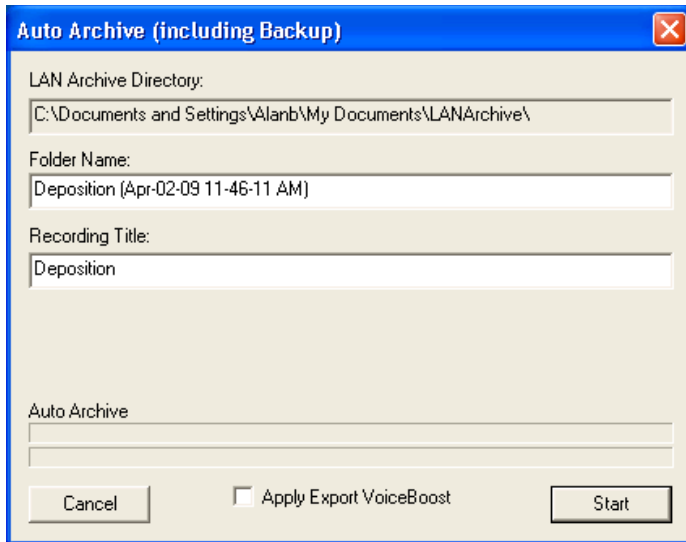 Auto Archive (including Backup)
LAN Archive Directory:
C:\Documents and Settings\Alanb\My Documents\LANArchive\
Folder Name:
Deposition (Apr-02-09 11-46-11 AM)
Recording Title:
Deposition
Auto Archive
Cancel
Apply Export VoiceBoost
Start